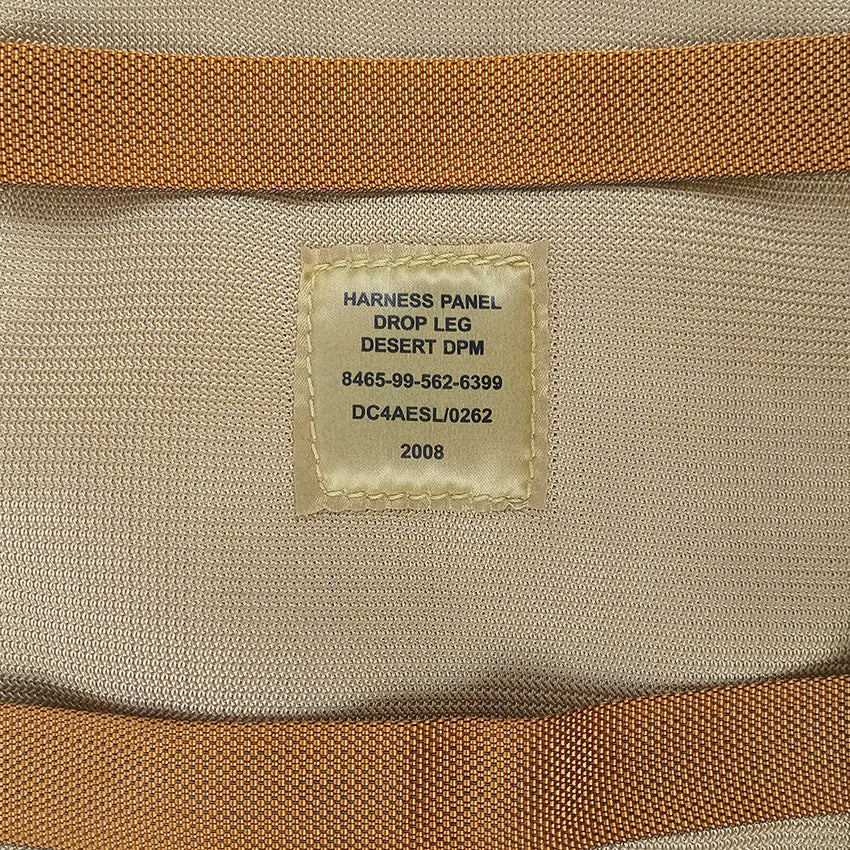 HARNESS PANEL
DROP LEG
DESERT DPM
8465-99-562-6399
DC4AESL/0262
2008